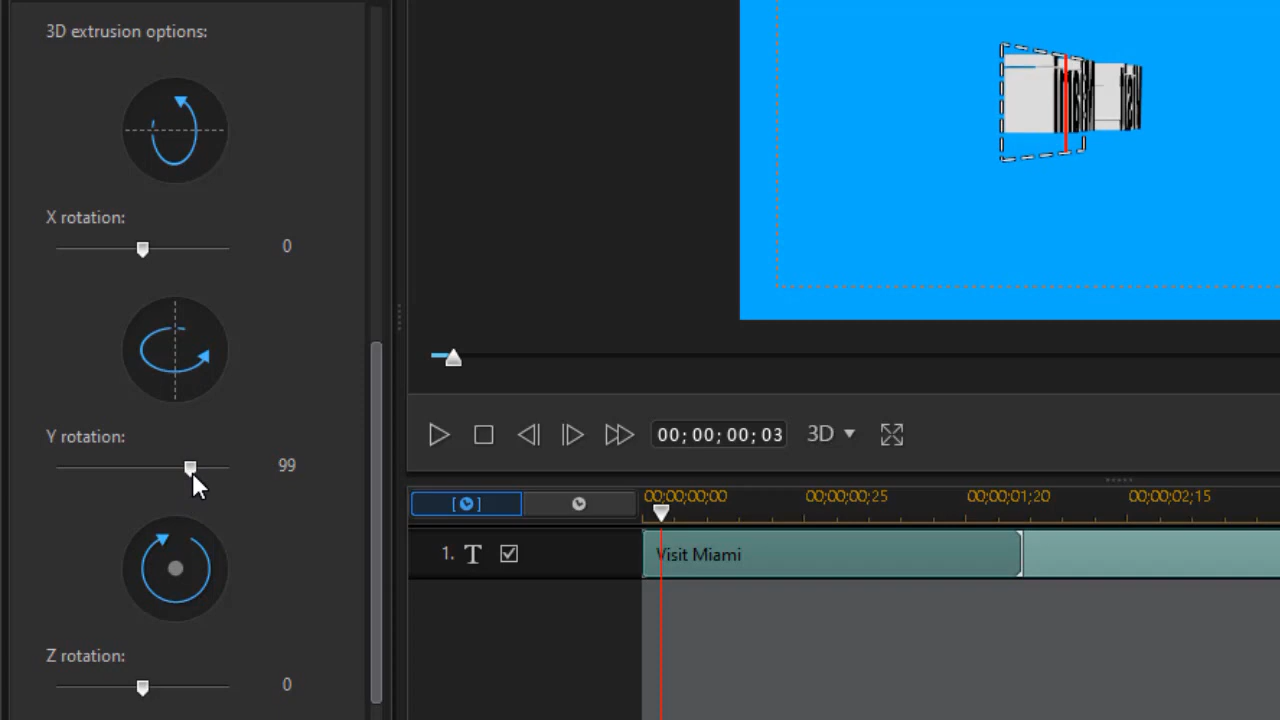 3D extrusion options:
X rotation:
0
Y rotation:
99
Z rotation:
0
00;00;00;03
3D
00;00;00;00
00;00;00;25
00;00;01;20
00;00;02;15
1. T
Visit Miami